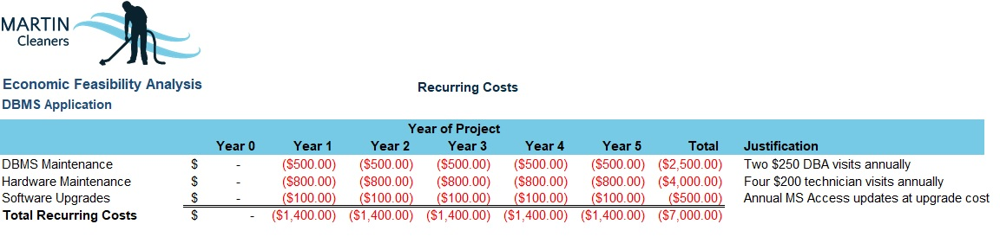 MARTIN
Cleaners
Economic Feasibility Analysis
Recurring Costs
DBMS Application
Year of Project
Year 0 Year 1 Year 2 Year 3 Year 4 Year 5 Total Justification
DBMS Maintenance $ - ($500.00) ($500.00) ($500.00) ($500.00) ($500.00) ($2,500.00) Two $250 DBA visits annually
Hardware Maintenance $ - ($800.00) ($800.00) ($800.00) ($800.00) ($800.00) ($4,000.00) Four $200 technician visits annually
Software Upgrades $ - ($100.00) ($100.00) ($100.00) ($100.00) ($100.00) ($500.00) Annual MS Access updates at upgrade cost
Total Recurring Costs $ - ($1,400.00) ($1,400.00) ($1,400.00) ($1,400.00) ($1,400.00) ($7,000.00)